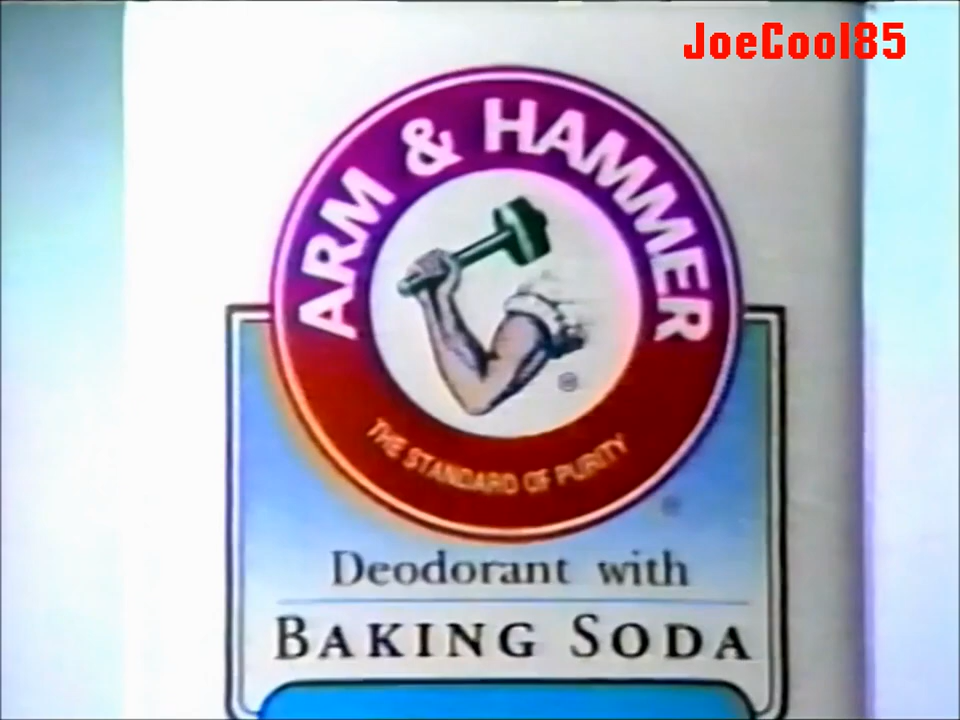 JoeCool85
ARM & HAMMER
®
THE STANDARD OF PURITY
®
Deodorant with
BAKING SODA